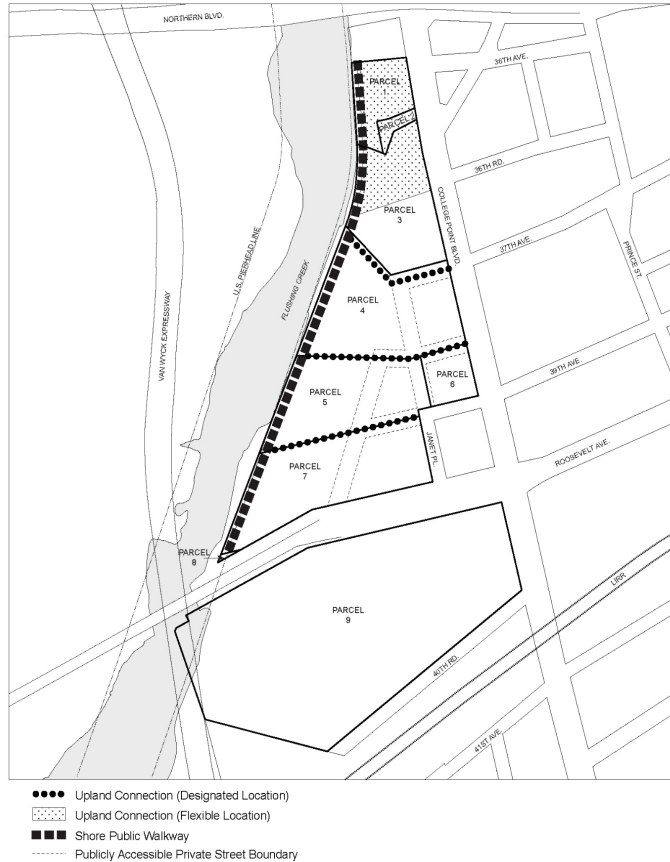 NORTHERN BLVD.
36TH AVE.
PARCEL
1
PARCEL 2
36TH RD.
COLLEGE POINT BLVD.
PARCEL
3
37TH AVE.
PRINCE ST.
U.S. PIERHEAD LINE
FLUSHING CREEK
VAN WYCK EXPRESSWAY
PARCEL
4
PARCEL
5
PARCEL
6
39TH AVE.
JANET PL.
ROOSEVELT AVE.
PARCEL
7
PARCEL
8
LIRR
PARCEL
9
40TH RD.
41ST AVE.
Upland Connection (Designated Location)
Upland Connection (Flexible Location)
Shore Public Walkway
Publicly Accessible Private Street Boundary